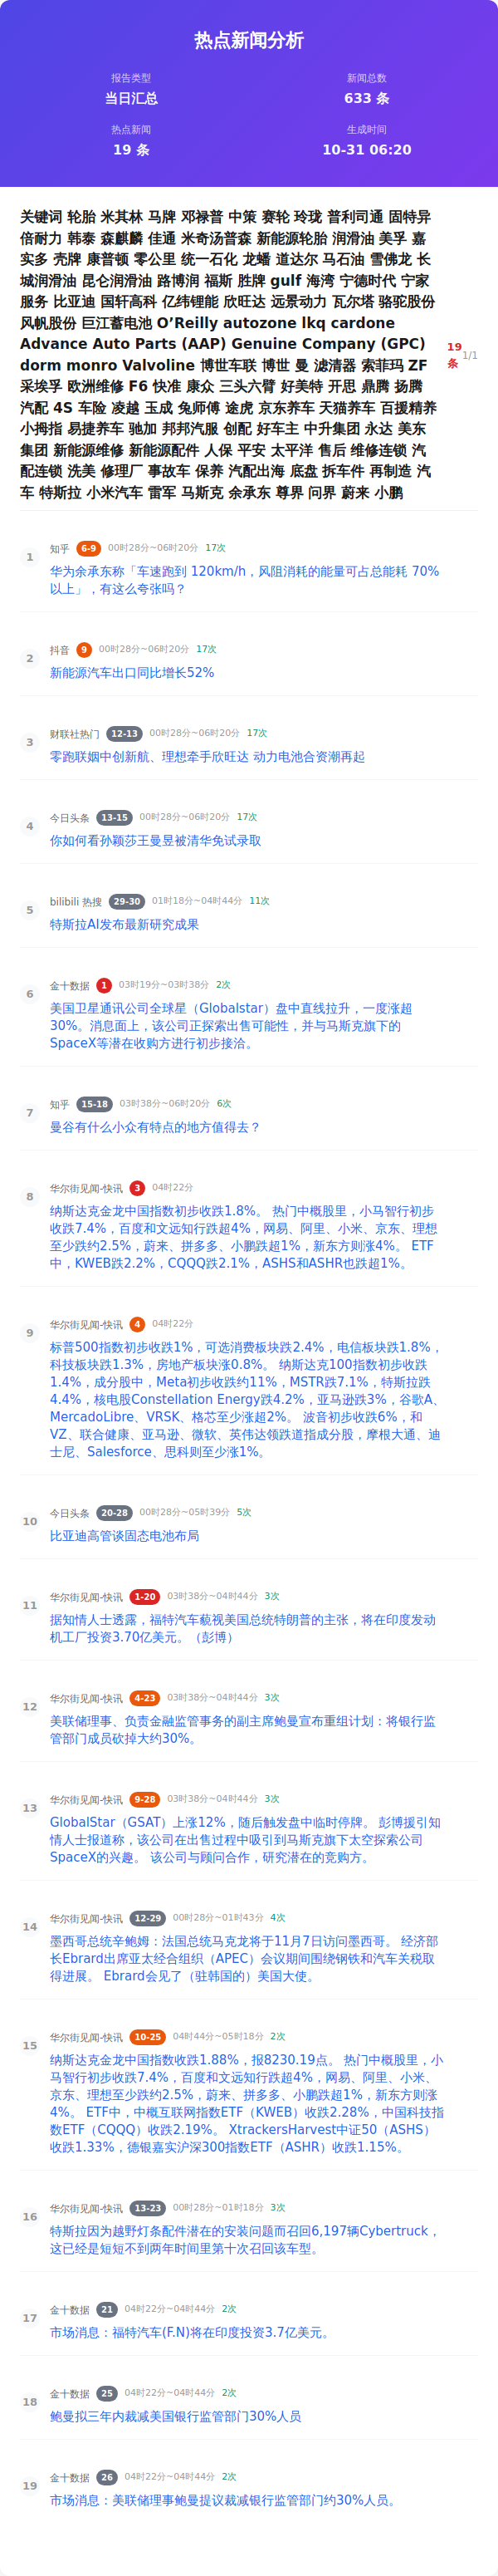 热点新闻分析
报告类型
当日汇总
新闻总数
633 条
热点新闻
19 条
生成时间
10-31 06:20
关键词 轮胎 米其林 马牌 邓禄普 中策 赛轮 玲珑 普利司通 固特异
倍耐力 韩泰 森麒麟 佳通 米奇汤普森 新能源轮胎 润滑油 美孚 嘉
实多 壳牌 康普顿 零公里 统一石化 龙蟠 道达尔 马石油 雪佛龙 长
城润滑油 昆仑润滑油 路博润 福斯 胜牌 gulf 海湾 宁德时代 宁家
服务 比亚迪 国轩高科 亿纬锂能 欣旺达 远景动力 瓦尔塔 骆驼股份
风帆股份 巨江蓄电池 O’Reilly autozone lkq cardone
Advance Auto Parts (AAP) Genuine Company (GPC)
dorm monro Valvoline 博世车联 博世 曼 滤清器 索菲玛 ZF
采埃孚 欧洲维修 F6 快准 康众 三头六臂 好美特 开思 鼎腾 扬腾
汽配 4S 车险 凌越 玉成 兔师傅 途虎 京东养车 天猫养车 百援精养
小拇指 易捷养车 驰加 邦邦汽服 创配 好车主 中升集团 永达 美东
集团 新能源维修 新能源配件 人保 平安 太平洋 售后 维修连锁 汽
配连锁 洗美 修理厂 事故车 保养 汽配出海 底盘 拆车件 再制造 汽
车 特斯拉 小米汽车 雷军 马斯克 余承东 尊界 问界 蔚来 小鹏
19
条
1/1
1
知乎 6-9 00时28分~06时20分 17次
华为余承东称「车速跑到 120km/h，风阻消耗的能量可占总能耗 70%
以上」，有这么夸张吗？
2
抖音 9 00时28分~06时20分 17次
新能源汽车出口同比增长52%
3
财联社热门 12-13 00时28分~06时20分 17次
零跑联姻中创新航、理想牵手欣旺达 动力电池合资潮再起
4
今日头条 13-15 00时28分~06时20分 17次
你如何看孙颖莎王曼昱被清华免试录取
5
bilibili 热搜 29-30 01时18分~04时44分 11次
特斯拉AI发布最新研究成果
6
金十数据 1 03时19分~03时38分 2次
美国卫星通讯公司全球星（Globalstar）盘中直线拉升，一度涨超
30%。消息面上，该公司正探索出售可能性，并与马斯克旗下的
SpaceX等潜在收购方进行初步接洽。
7
知乎 15-18 03时38分~06时20分 6次
曼谷有什么小众有特点的地方值得去？
8
华尔街见闻-快讯 3 04时22分
纳斯达克金龙中国指数初步收跌1.8%。 热门中概股里，小马智行初步
收跌7.4%，百度和文远知行跌超4%，网易、阿里、小米、京东、理想
至少跌约2.5%，蔚来、拼多多、小鹏跌超1%，新东方则涨4%。 ETF
中，KWEB跌2.2%，CQQQ跌2.1%，ASHS和ASHR也跌超1%。
9
华尔街见闻-快讯 4 04时22分
标普500指数初步收跌1%，可选消费板块跌2.4%，电信板块跌1.8%，
科技板块跌1.3%，房地产板块涨0.8%。 纳斯达克100指数初步收跌
1.4%，成分股中，Meta初步收跌约11%，MSTR跌7.1%，特斯拉跌
4.4%，核电股Constellation Energy跌4.2%，亚马逊跌3%，谷歌A、
MercadoLibre、VRSK、格芯至少涨超2%。 波音初步收跌6%，和
VZ、联合健康、亚马逊、微软、英伟达领跌道指成分股，摩根大通、迪
士尼、Salesforce、思科则至少涨1%。
10
今日头条 20-28 00时28分~05时39分 5次
比亚迪高管谈固态电池布局
11
华尔街见闻-快讯 1-20 03时38分~04时44分 3次
据知情人士透露，福特汽车藐视美国总统特朗普的主张，将在印度发动
机工厂投资3.70亿美元。（彭博）
12
华尔街见闻-快讯 4-23 03时38分~04时44分 3次
美联储理事、负责金融监管事务的副主席鲍曼宣布重组计划：将银行监
管部门成员砍掉大约30%。
13
华尔街见闻-快讯 9-28 03时38分~04时44分 3次
GlobalStar（GSAT）上涨12%，随后触发盘中临时停牌。 彭博援引知
情人士报道称，该公司在出售过程中吸引到马斯克旗下太空探索公司
SpaceX的兴趣。 该公司与顾问合作，研究潜在的竞购方。
14
华尔街见闻-快讯 12-29 00时28分~01时43分 4次
墨西哥总统辛鲍姆：法国总统马克龙将于11月7日访问墨西哥。 经济部
长Ebrard出席亚太经合组织（APEC）会议期间围绕钢铁和汽车关税取
得进展。 Ebrard会见了（驻韩国的）美国大使。
15
华尔街见闻-快讯 10-25 04时44分~05时18分 2次
纳斯达克金龙中国指数收跌1.88%，报8230.19点。 热门中概股里，小
马智行初步收跌7.4%，百度和文远知行跌超4%，网易、阿里、小米、
京东、理想至少跌约2.5%，蔚来、拼多多、小鹏跌超1%，新东方则涨
4%。 ETF中，中概互联网指数ETF（KWEB）收跌2.28%，中国科技指
数ETF（CQQQ）收跌2.19%。 XtrackersHarvest中证50（ASHS）
收跌1.33%，德银嘉实沪深300指数ETF（ASHR）收跌1.15%。
16
华尔街见闻-快讯 13-23 00时28分~01时18分 3次
特斯拉因为越野灯条配件潜在的安装问题而召回6,197辆Cybertruck，
这已经是短短不到两年时间里第十次召回该车型。
17
金十数据 21 04时22分~04时44分 2次
市场消息：福特汽车(F.N)将在印度投资3.7亿美元。
18
金十数据 25 04时22分~04时44分 2次
鲍曼拟三年内裁减美国银行监管部门30%人员
19
金十数据 26 04时22分~04时44分 2次
市场消息：美联储理事鲍曼提议裁减银行监管部门约30%人员。